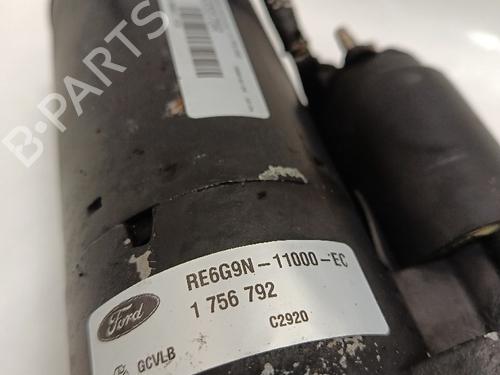 B-PARTS
RE6G9N-11000-EC
1 756 792
Ford
C2920
GCVLB